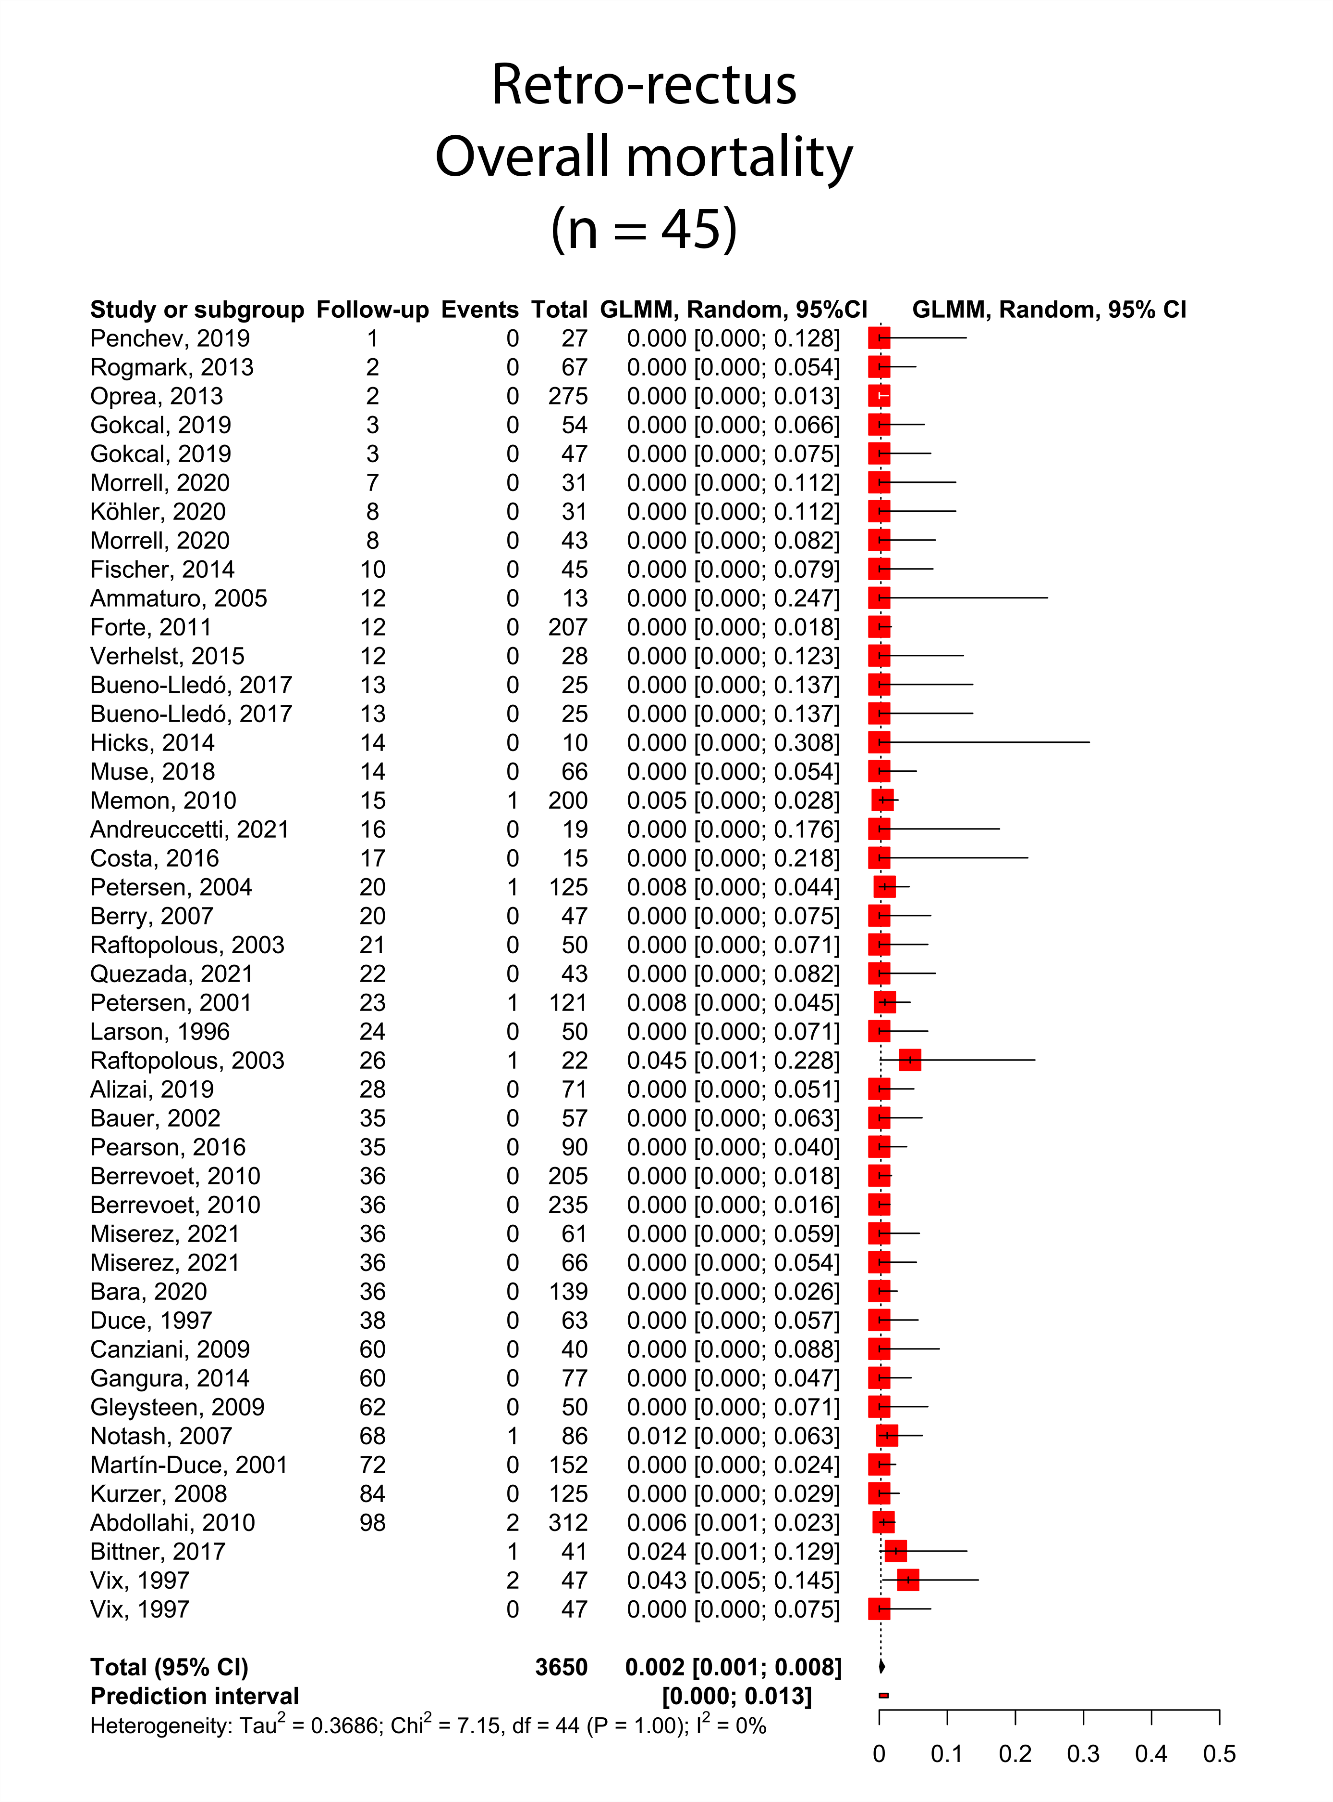 Retro-rectus
Overall mortality
(n = 45)
Study or subgroup Follow-up Events Total GLMM, Random, 95%CI GLMM, Random, 95% CI
Penchev, 2019 1 0 27 0.000 [0.000; 0.128]
Rogmark, 2013 2 0 67 0.000 [0.000; 0.054]
Oprea, 2013 2 0 275 0.000 [0.000; 0.013]
Gokcal, 2019 3 0 54 0.000 [0.000; 0.066]
Gokcal, 2019 3 0 47 0.000 [0.000; 0.075]
Morrell, 2020 7 0 31 0.000 [0.000; 0.112]
Köhler, 2020 8 0 31 0.000 [0.000; 0.112]
Morrell, 2020 8 0 43 0.000 [0.000; 0.082]
Fischer, 2014 10 0 45 0.000 [0.000; 0.079]
Ammaturo, 2005 12 0 13 0.000 [0.000; 0.247]
Forte, 2011 12 0 207 0.000 [0.000; 0.018]
Verhelst, 2015 12 0 28 0.000 [0.000; 0.123]
Bueno-Lledó, 2017 13 0 25 0.000 [0.000; 0.137]
Bueno-Lledó, 2017 13 0 25 0.000 [0.000; 0.137]
Hicks, 2014 14 0 10 0.000 [0.000; 0.308]
Muse, 2018 14 0 66 0.000 [0.000; 0.054]
Memon, 2010 15 1 200 0.005 [0.000; 0.028]
Andreuccetti, 2021 16 0 19 0.000 [0.000; 0.176]
Costa, 2016 17 0 15 0.000 [0.000; 0.218]
Petersen, 2004 20 1 125 0.008 [0.000; 0.044]
Berry, 2007 20 0 47 0.000 [0.000; 0.075]
Raftopolous, 2003 21 0 50 0.000 [0.000; 0.071]
Quezada, 2021 22 0 43 0.000 [0.000; 0.082]
Petersen, 2001 23 1 121 0.008 [0.000; 0.045]
Larson, 1996 24 0 50 0.000 [0.000; 0.071]
Raftopolous, 2003 26 1 22 0.045 [0.001; 0.228]
Alizai, 2019 28 0 71 0.000 [0.000; 0.051]
Bauer, 2002 35 0 57 0.000 [0.000; 0.063]
Pearson, 2016 35 0 90 0.000 [0.000; 0.040]
Berrevoet, 2010 36 0 205 0.000 [0.000; 0.018]
Berrevoet, 2010 36 0 235 0.000 [0.000; 0.016]
Miserez, 2021 36 0 61 0.000 [0.000; 0.059]
Miserez, 2021 36 0 66 0.000 [0.000; 0.054]
Bara, 2020 36 0 139 0.000 [0.000; 0.026]
Duce, 1997 38 0 63 0.000 [0.000; 0.057]
Canziani, 2009 60 0 40 0.000 [0.000; 0.088]
Gangura, 2014 60 0 77 0.000 [0.000; 0.047]
Gleysteen, 2009 62 0 50 0.000 [0.000; 0.071]
Notash, 2007 68 1 86 0.012 [0.000; 0.063]
Martín-Duce, 2001 72 0 152 0.000 [0.000; 0.024]
Kurzer, 2008 84 0 125 0.000 [0.000; 0.029]
Abdollahi, 2010 98 2 312 0.006 [0.001; 0.023]
Bittner, 2017 1 41 0.024 [0.001; 0.129]
Vix, 1997 2 47 0.043 [0.005; 0.145]
Vix, 1997 0 47 0.000 [0.000; 0.075]
Total (95% CI) 3650 0.002 [0.001; 0.008]
Prediction interval [0.000; 0.013]
Heterogeneity: Tau² = 0.3686; Chi² = 7.15, df = 44 (P = 1.00); I² = 0%
0 0.1 0.2 0.3 0.4 0.5